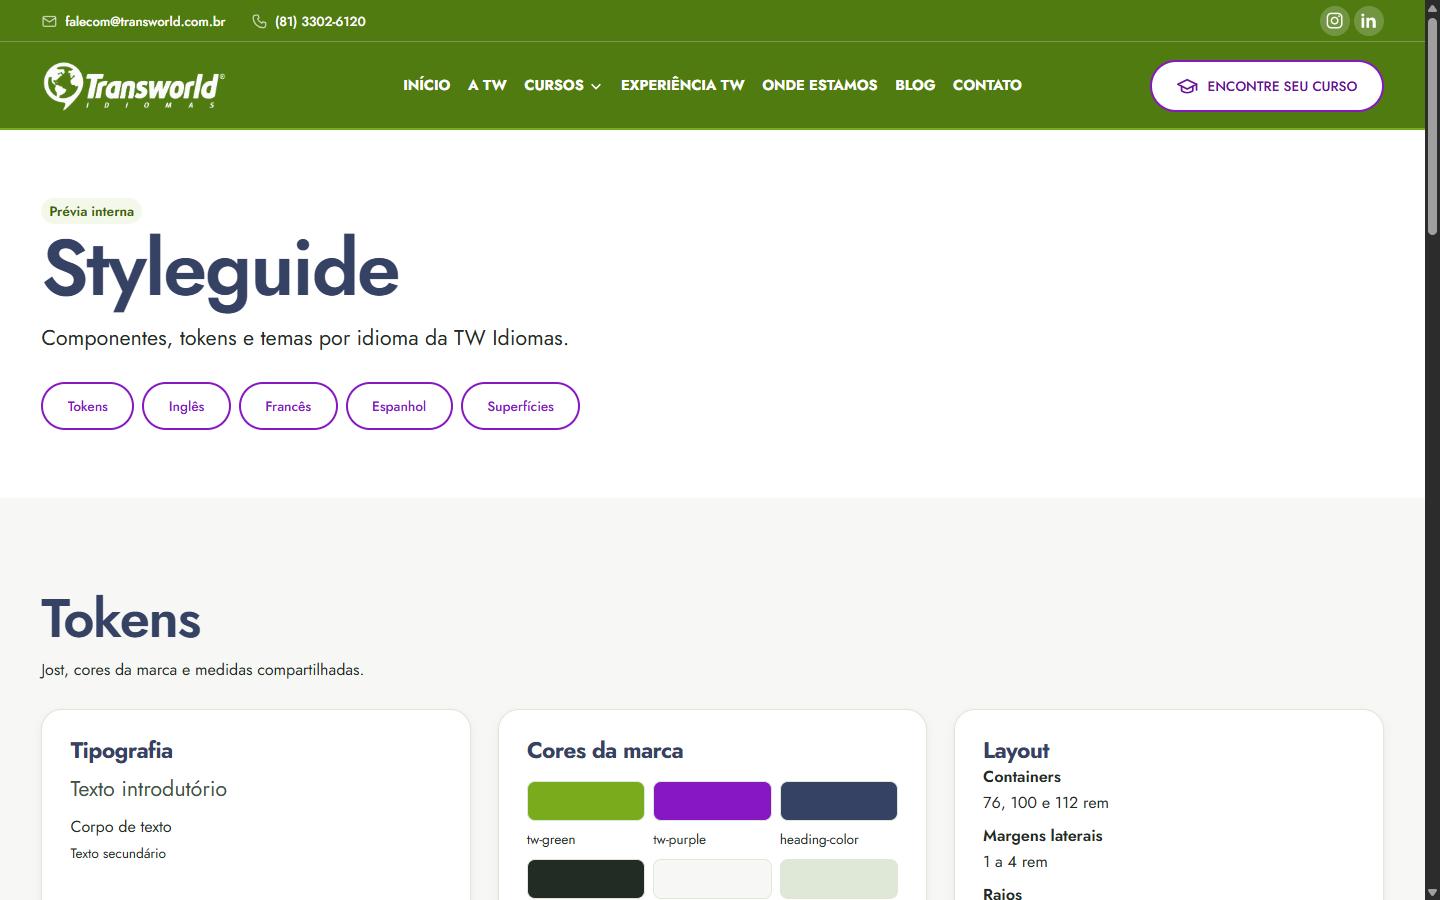 falecom@transworld.com.br
(81) 3302-6120
in
Transworld®
IDIOMAS
INÍCIO
A TW
CURSOS
EXPERIÊNCIA TW
ONDE ESTAMOS
BLOG
CONTATO
ENCONTRE SEU CURSO
Prévia interna
Styleguide
Componentes, tokens e temas por idioma da TW Idiomas.
Tokens
Inglês
Francês
Espanhol
Superfícies
Tokens
Jost, cores da marca e medidas compartilhadas.
Tipografia
Texto introdutório
Corpo de texto
Texto secundário
Cores da marca
tw-green
tw-purple
heading-color
Layout
Containers
76, 100 e 112 rem
Margens laterais
1 a 4 rem
Raios